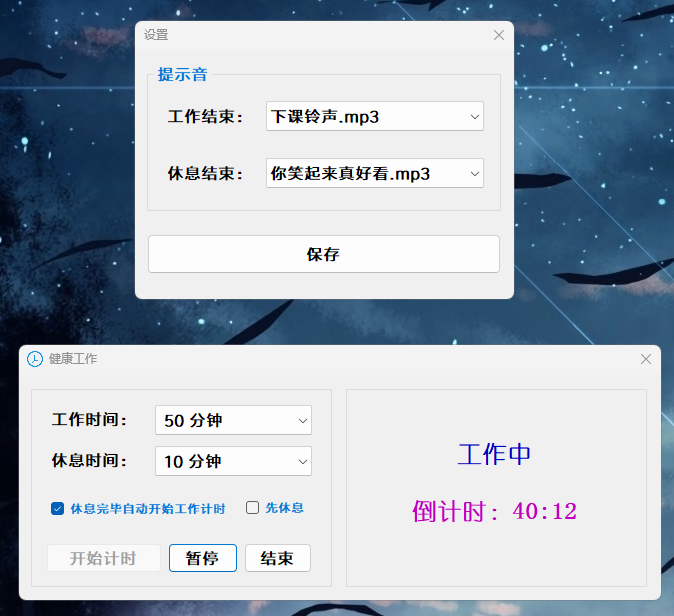 设置
提示音
工作结束：
下课铃声.mp3
休息结束：
你笑起来真好看.mp3
保存
健康工作
工作时间：
50 分钟
休息时间：
10 分钟
休息完毕自动开始工作计时
先休息
开始计时
暂停
结束
工作中
倒计时：40:12